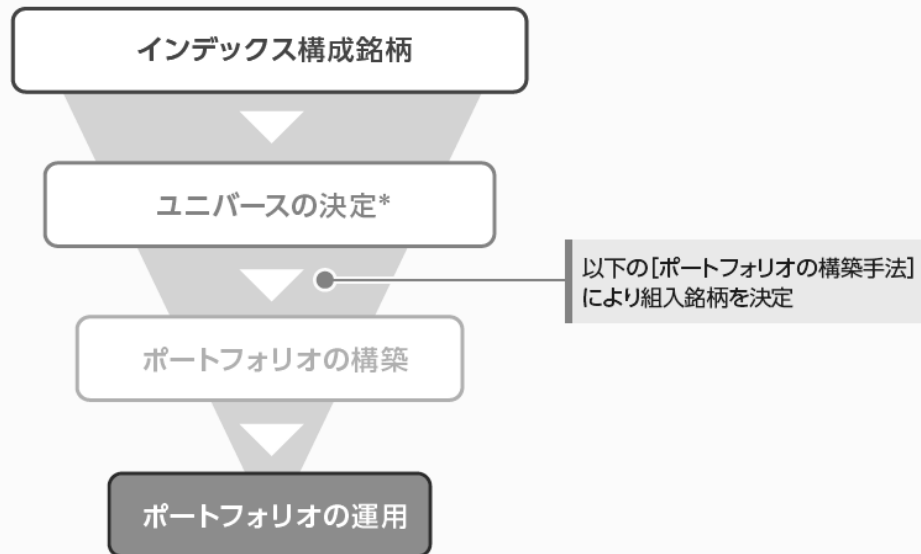 インデックス構成銘柄
ユニバースの決定*
以下の[ポートフォリオの構築手法]
により組入銘柄を決定
ポートフォリオの構築
ポートフォリオの運用